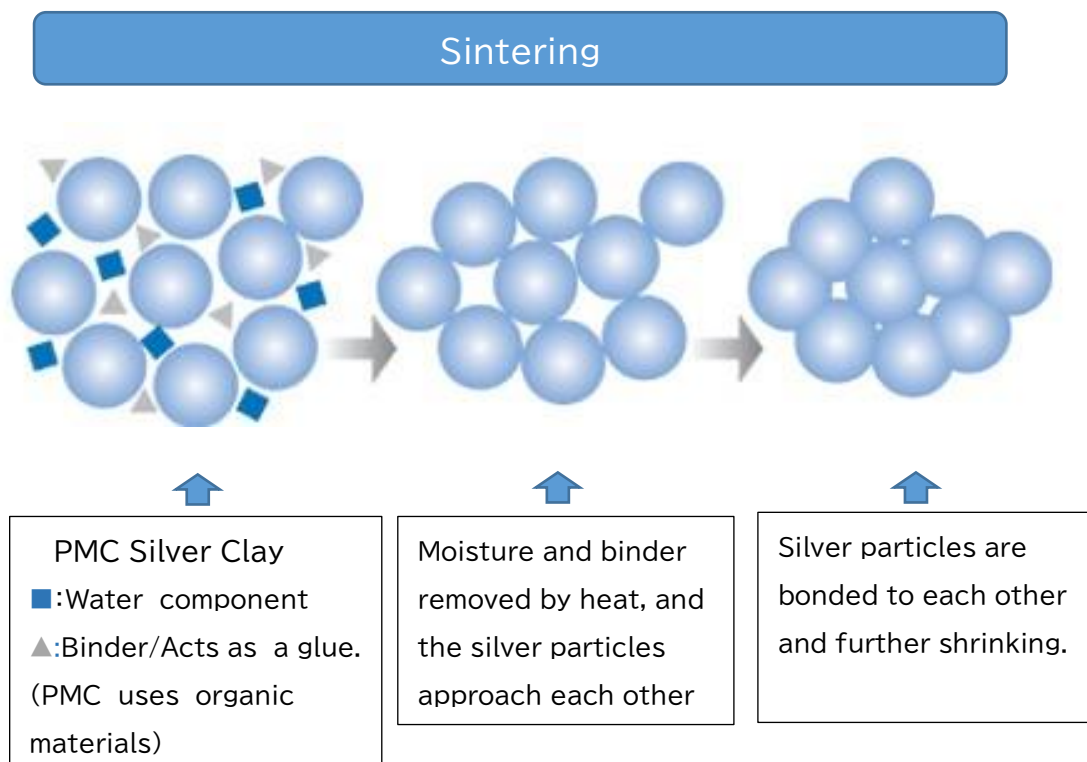 Sintering
PMC Silver Clay
■:Water component
▲:Binder/Acts as a glue.
(PMC uses organic
materials)
Moisture and binder
removed by heat, and
the silver particles
approach each other
Silver particles are
bonded to each other
and further shrinking.